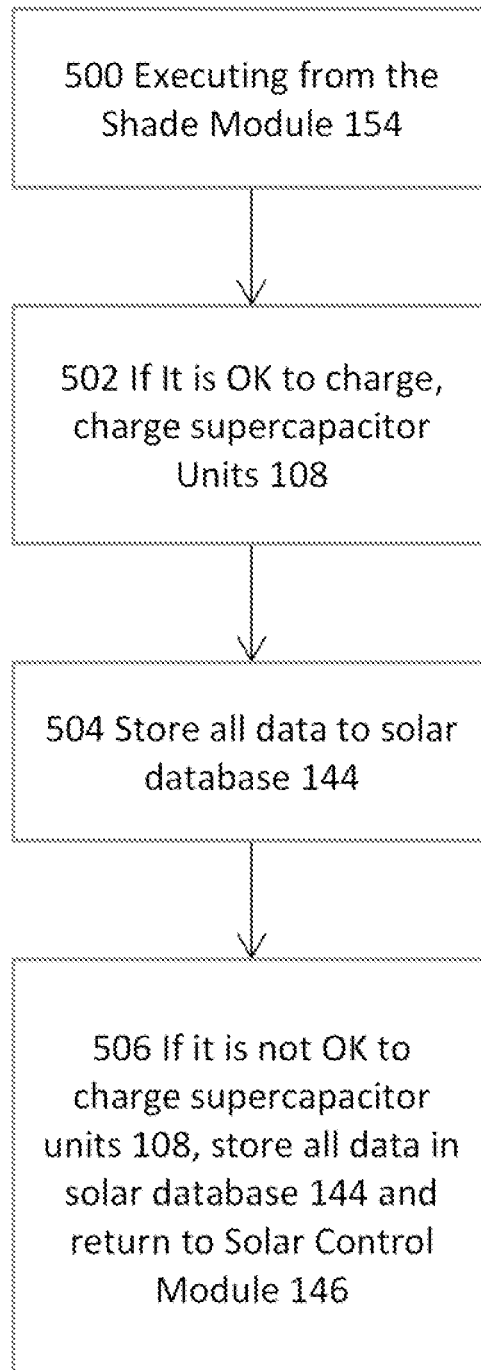 500 Executing from the
Shade Module 154
502 If It is OK to charge,
charge supercapacitor
Units 108
504 Store all data to solar
database 144
506 If it is not OK to
charge supercapacitor
units 108, store all data in
solar database 144 and
return to Solar Control
Module 146